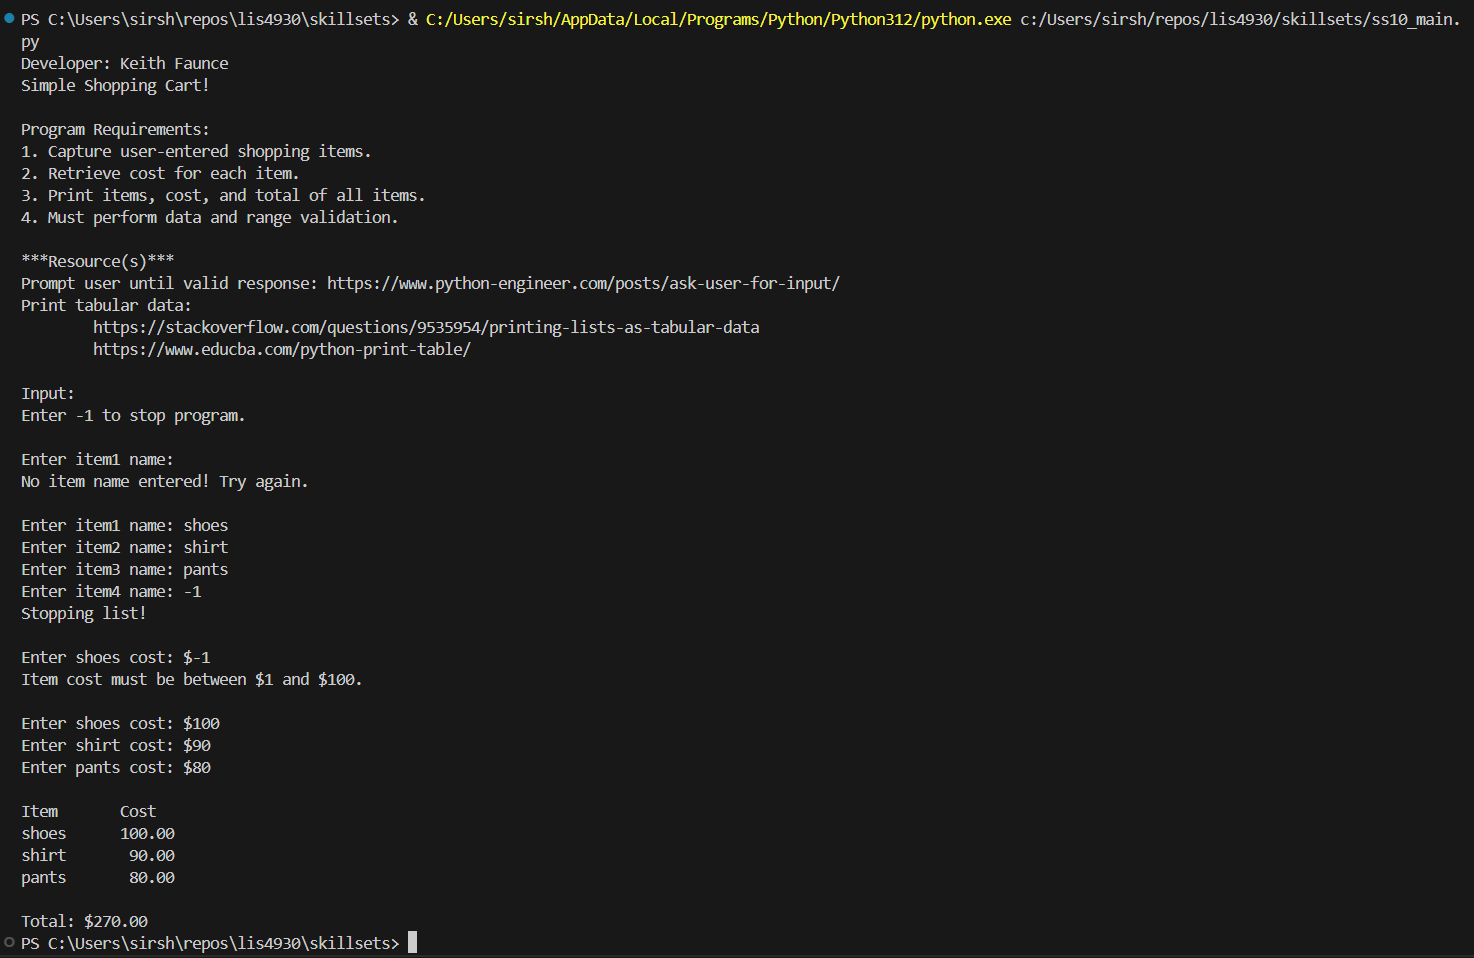 PS C:\Users\sirsh\repos\lis4930\skillsets> & C:/Users/sirsh/AppData/Local/Programs/Python/Python312/python.exe c:/Users/sirsh/repos/lis4930/skillsets/ss10_main.
py
Developer: Keith Faunce
Simple Shopping Cart!
Program Requirements:
1. Capture user-entered shopping items.
2. Retrieve cost for each item.
3. Print items, cost, and total of all items.
4. Must perform data and range validation.
***Resource(s)***
Prompt user until valid response: https://www.python-engineer.com/posts/ask-user-for-input/
Print tabular data:
https://stackoverflow.com/questions/9535954/printing-lists-as-tabular-data
https://www.educba.com/python-print-table/
Input:
Enter -1 to stop program.
Enter item1 name:
No item name entered! Try again.
Enter item1 name: shoes
Enter item2 name: shirt
Enter item3 name: pants
Enter item4 name: -1
Stopping list!
Enter shoes cost: $-1
Item cost must be between $1 and $100.
Enter shoes cost: $100
Enter shirt cost: $90
Enter pants cost: $80
Item Cost
shoes 100.00
shirt 90.00
pants 80.00
Total: $270.00
PS C:\Users\sirsh\repos\lis4930\skillsets>